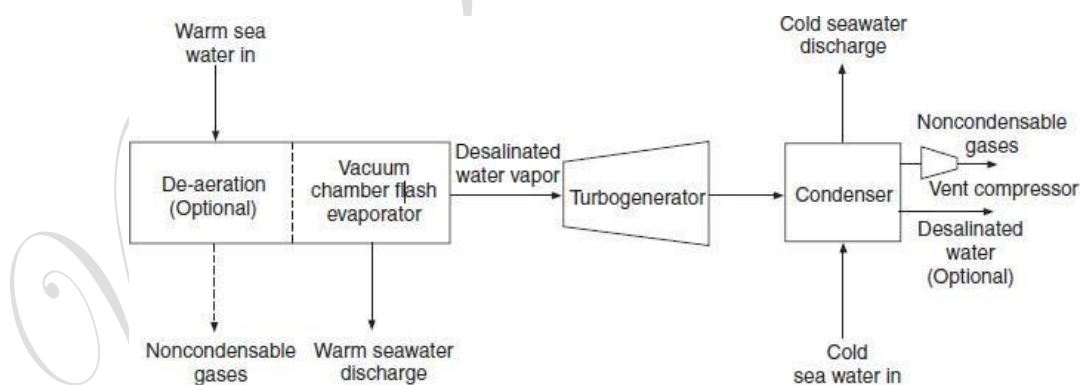 Warm sea
water in
De-aeration
(Optional)
Vacuum
chamber flash
evaporator
Noncondensable
gases
Warm seawater
discharge
Desalinated
water vapor
Turbogenerator
Cold seawater
discharge
Condenser
Noncondensable
gases
Vent compressor
Desalinated
water
(Optional)
Cold
sea water in